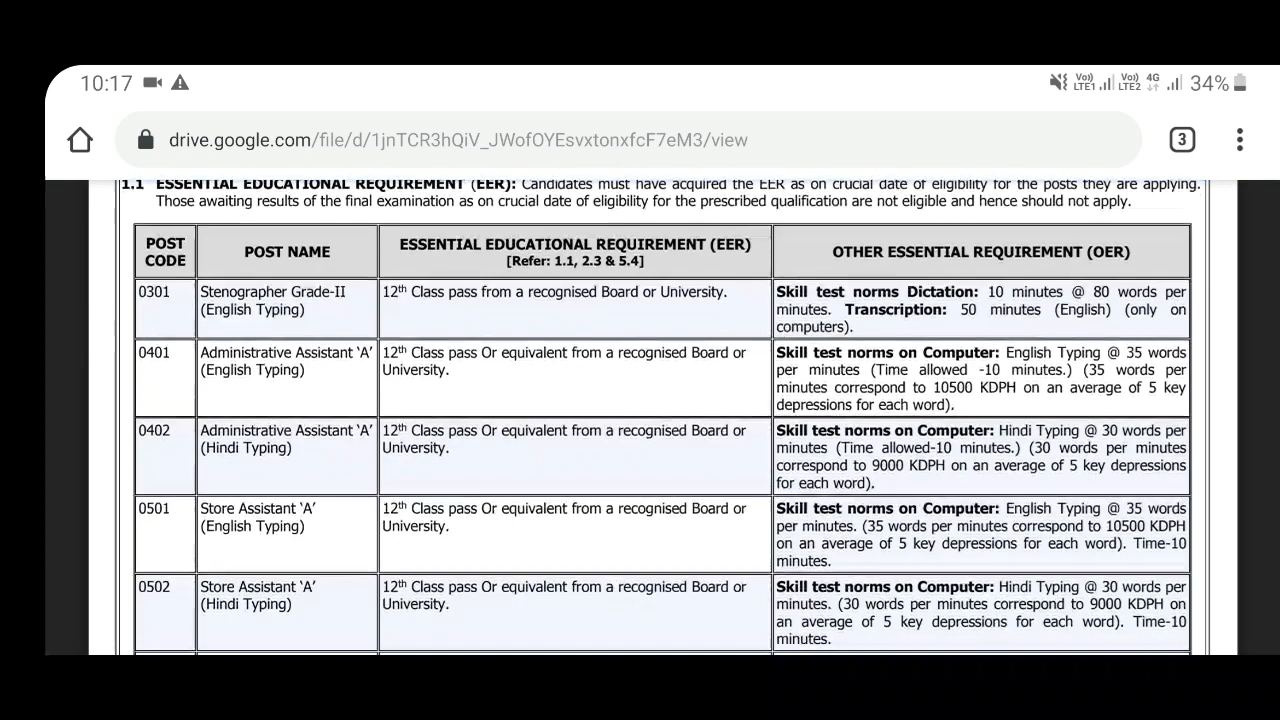 10:17
Vo) LTE1 Vo) LTE2 4G 34%
drive.google.com/file/d/1jnTCR3hQiV_JWofOYEsvxtonxfcF7eM3/view
3
1.1 ESSENTIAL EDUCATIONAL REQUIREMENT (EER): Candidates must have acquired the EER as on crucial date of eligibility for the posts they are applying.
Those awaiting results of the final examination as on crucial date of eligibility for the prescribed qualification are not eligible and hence should not apply.
POST
CODE
POST NAME
ESSENTIAL EDUCATIONAL REQUIREMENT (EER)
[Refer: 1.1, 2.3 & 5.4]
OTHER ESSENTIAL REQUIREMENT (OER)
0301
Stenographer Grade-II
(English Typing)
12th Class pass from a recognised Board or University.
Skill test norms Dictation: 10 minutes @ 80 words per
minutes. Transcription: 50 minutes (English) (only on
computers).
0401
Administrative Assistant ‘A’
(English Typing)
12th Class pass Or equivalent from a recognised Board or
University.
Skill test norms on Computer: English Typing @ 35 words
per minutes (Time allowed -10 minutes.) (35 words per
minutes correspond to 10500 KDPH on an average of 5 key
depressions for each word).
0402
Administrative Assistant ‘A’
(Hindi Typing)
12th Class pass Or equivalent from a recognised Board or
University.
Skill test norms on Computer: Hindi Typing @ 30 words per
minutes (Time allowed-10 minutes.) (30 words per minutes
correspond to 9000 KDPH on an average of 5 key depressions
for each word).
0501
Store Assistant ‘A’
(English Typing)
12th Class pass Or equivalent from a recognised Board or
University.
Skill test norms on Computer: English Typing @ 35 words
per minutes. (35 words per minutes correspond to 10500 KDPH
on an average of 5 key depressions for each word). Time-10
minutes.
0502
Store Assistant ‘A’
(Hindi Typing)
12th Class pass Or equivalent from a recognised Board or
University.
Skill test norms on Computer: Hindi Typing @ 30 words per
minutes. (30 words per minutes correspond to 9000 KDPH on
an average of 5 key depressions for each word). Time-10
minutes.